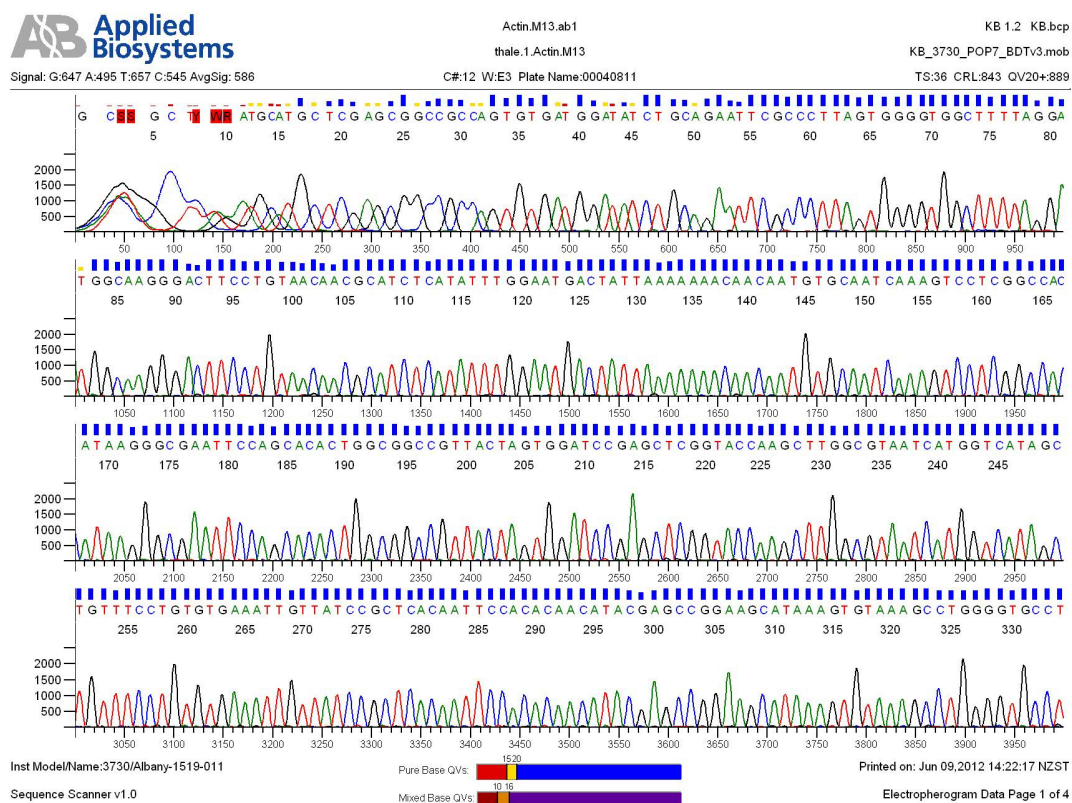 AB Applied Biosystems
Actin.M13.ab1
KB 1.2 KB.bcp
thale.1.Actin.M13
KB_3730_POP7_BDTv3.mob
Signal: G:647 A:495 T:657 C:545 AvgSig: 586
C#:12 W:E3 Plate Name:00040811
TS:36 CRL:843 QV20+:889
G CSS G C TY WR ATGCATGCTCGAGCGGCCGCCAGTGTGATGGATATCTGCAGAATTCGCCCTTAGTGGGGTGGCTTTTAGGA
5 10 15 20 25 30 35 40 45 50 55 60 65 70 75 80
2000
1500
1000
500
50 100 150 200 250 300 350 400 450 500 550 600 650 700 750 800 850 900 950
TGGCAAGGGACTTCCTGTAACAACGCATCTCATATTTGGAATGACTATTAAAAAAACAACAATGTGCAATCAAAGTCCTCGGCCAC
85 90 95 100 105 110 115 120 125 130 135 140 145 150 155 160 165
2000
1500
1000
500
1050 1100 1150 1200 1250 1300 1350 1400 1450 1500 1550 1600 1650 1700 1750 1800 1850 1900 1950
ATAAGGGCGAATTCCAGCACACTGGCGGCCGTTACTAGTGGATCCGAGCTCGGTACCAAGCTTGGCGTAATCATGGTCATAGC
170 175 180 185 190 195 200 205 210 215 220 225 230 235 240 245
2000
1500
1000
500
2050 2100 2150 2200 2250 2300 2350 2400 2450 2500 2550 2600 2650 2700 2750 2800 2850 2900 2950
TGTTTCCTGTGTGAAATTGTTATCCGCTCACAATTCCACACAACATACGAGCCGGAAGCATAAAGTGTAAAGCCTGGGGTGCCT
255 260 265 270 275 280 285 290 295 300 305 310 315 320 325 330
2000
1500
1000
500
3050 3100 3150 3200 3250 3300 3350 3400 3450 3500 3550 3600 3650 3700 3750 3800 3850 3900 3950
Inst Model/Name:3730/Albany-1519-011
1520
Pure Base QVs:
Printed on: Jun 09,2012 14:22:17 NZST
Sequence Scanner v1.0
10 16
Mixed Base QVs:
Electropherogram Data Page 1 of 4